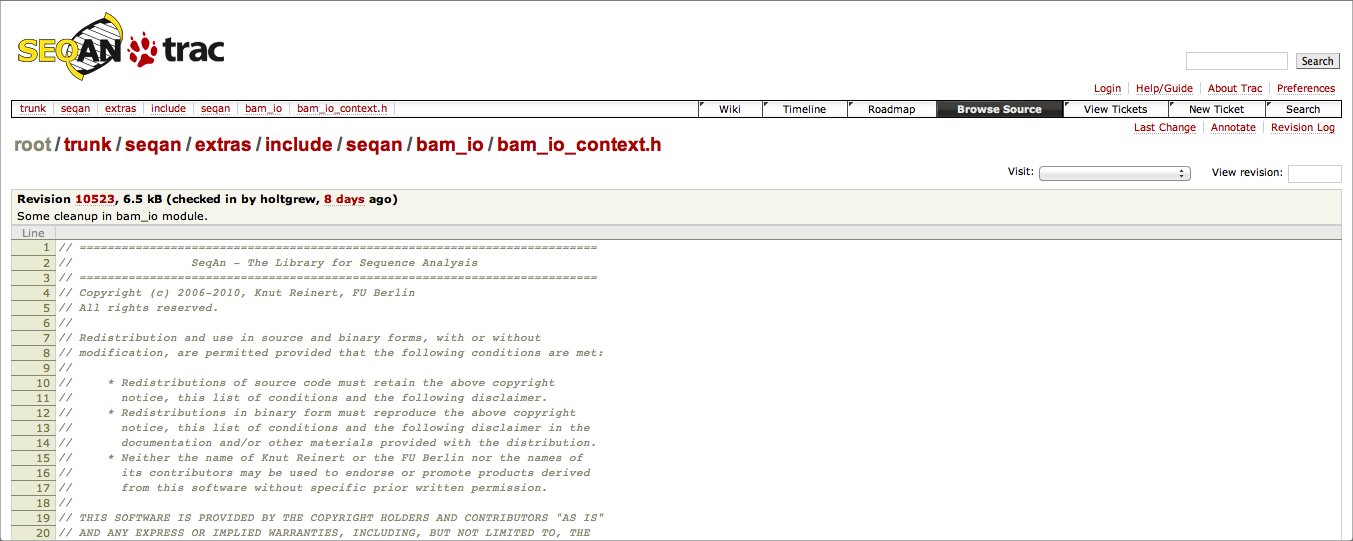 SEQAN trac
Search
Login Help/Guide About Trac Preferences
trunk seqan extras include seqan bam_io bam_io_context.h Wiki Timeline Roadmap Browse Source View Tickets New Ticket Search
Last Change Annotate Revision Log
root/trunk/seqan/extras/include/seqan/bam_io/bam_io_context.h
Visit: View revision:
Revision 10523, 6.5 kB (checked in by holtgrew, 8 days ago)
Some cleanup in bam_io module.
Line
1 // ==========================================================================
2 //                 SeqAn - The Library for Sequence Analysis
3 // ==========================================================================
4 // Copyright (c) 2006-2010, Knut Reinert, FU Berlin
5 // All rights reserved.
6 //
7 // Redistribution and use in source and binary forms, with or without
8 // modification, are permitted provided that the following conditions are met:
9 //
10 //     * Redistributions of source code must retain the above copyright
11 //       notice, this list of conditions and the following disclaimer.
12 //     * Redistributions in binary form must reproduce the above copyright
13 //       notice, this list of conditions and the following disclaimer in the
14 //       documentation and/or other materials provided with the distribution.
15 //     * Neither the name of Knut Reinert or the FU Berlin nor the names of
16 //       its contributors may be used to endorse or promote products derived
17 //       from this software without specific prior written permission.
18 //
19 // THIS SOFTWARE IS PROVIDED BY THE COPYRIGHT HOLDERS AND CONTRIBUTORS "AS IS"
20 // AND ANY EXPRESS OR IMPLIED WARRANTIES, INCLUDING, BUT NOT LIMITED TO, THE